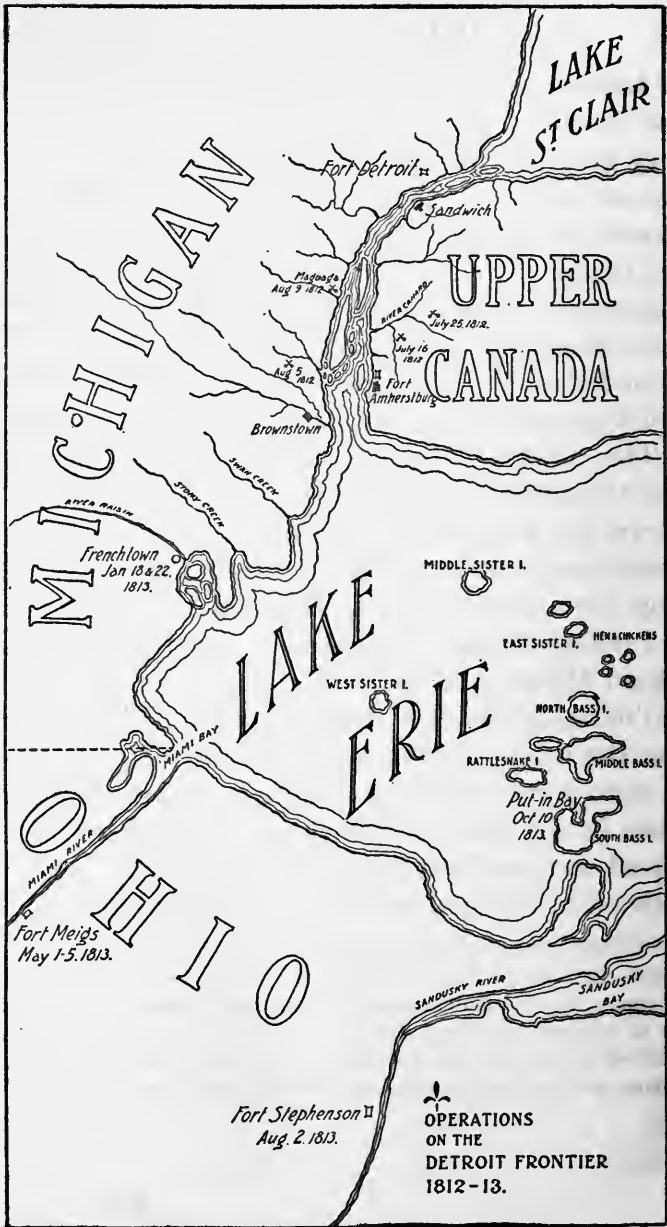 LAKE
ST CLAIR
MICHIGAN
Fort Detroit
Sandwich
UPPER
CANADA
Magoaga
Aug 9 1812
RIVER CANARD
July 25. 1812.
July 16
1812
Aug 5
1812
Fort
Amherstburg
Brownstown
SWAN CREEK
STONY CREEK
RIVER RAISIN
Frenchtown
Jan 18 & 22,
1813.
LAKE
ERIE
MIDDLE SISTER I.
EAST SISTER I.
HEN & CHICKENS
WEST SISTER I.
NORTH BASS I.
RATTLESNAKE I
MIDDLE BASS I.
Put-in Bay
Oct 10
1813.
SOUTH BASS I.
MIAMI BAY
MIAMI RIVER
OHIO
Fort Meigs
May 1-5. 1813.
SANDUSKY RIVER
SANDUSKY
BAY
Fort Stephenson
Aug. 2. 1813.
OPERATIONS
ON THE
DETROIT FRONTIER
1812-13.